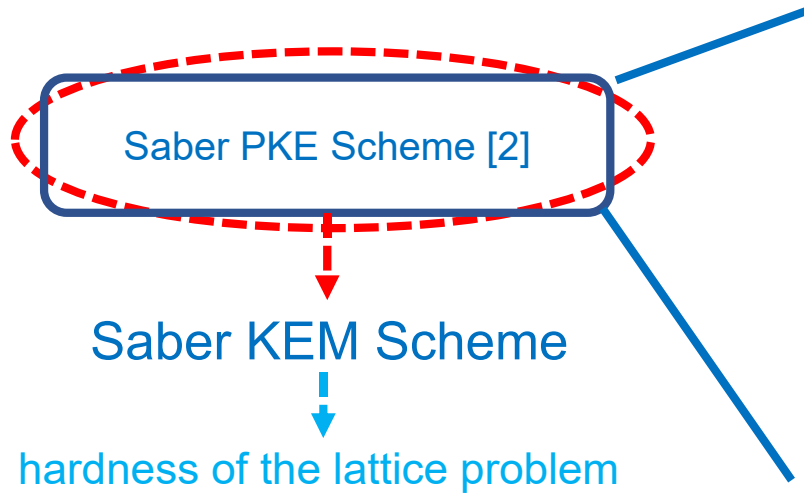 Saber PKE Scheme [2]
Saber KEM Scheme
hardness of the lattice problem